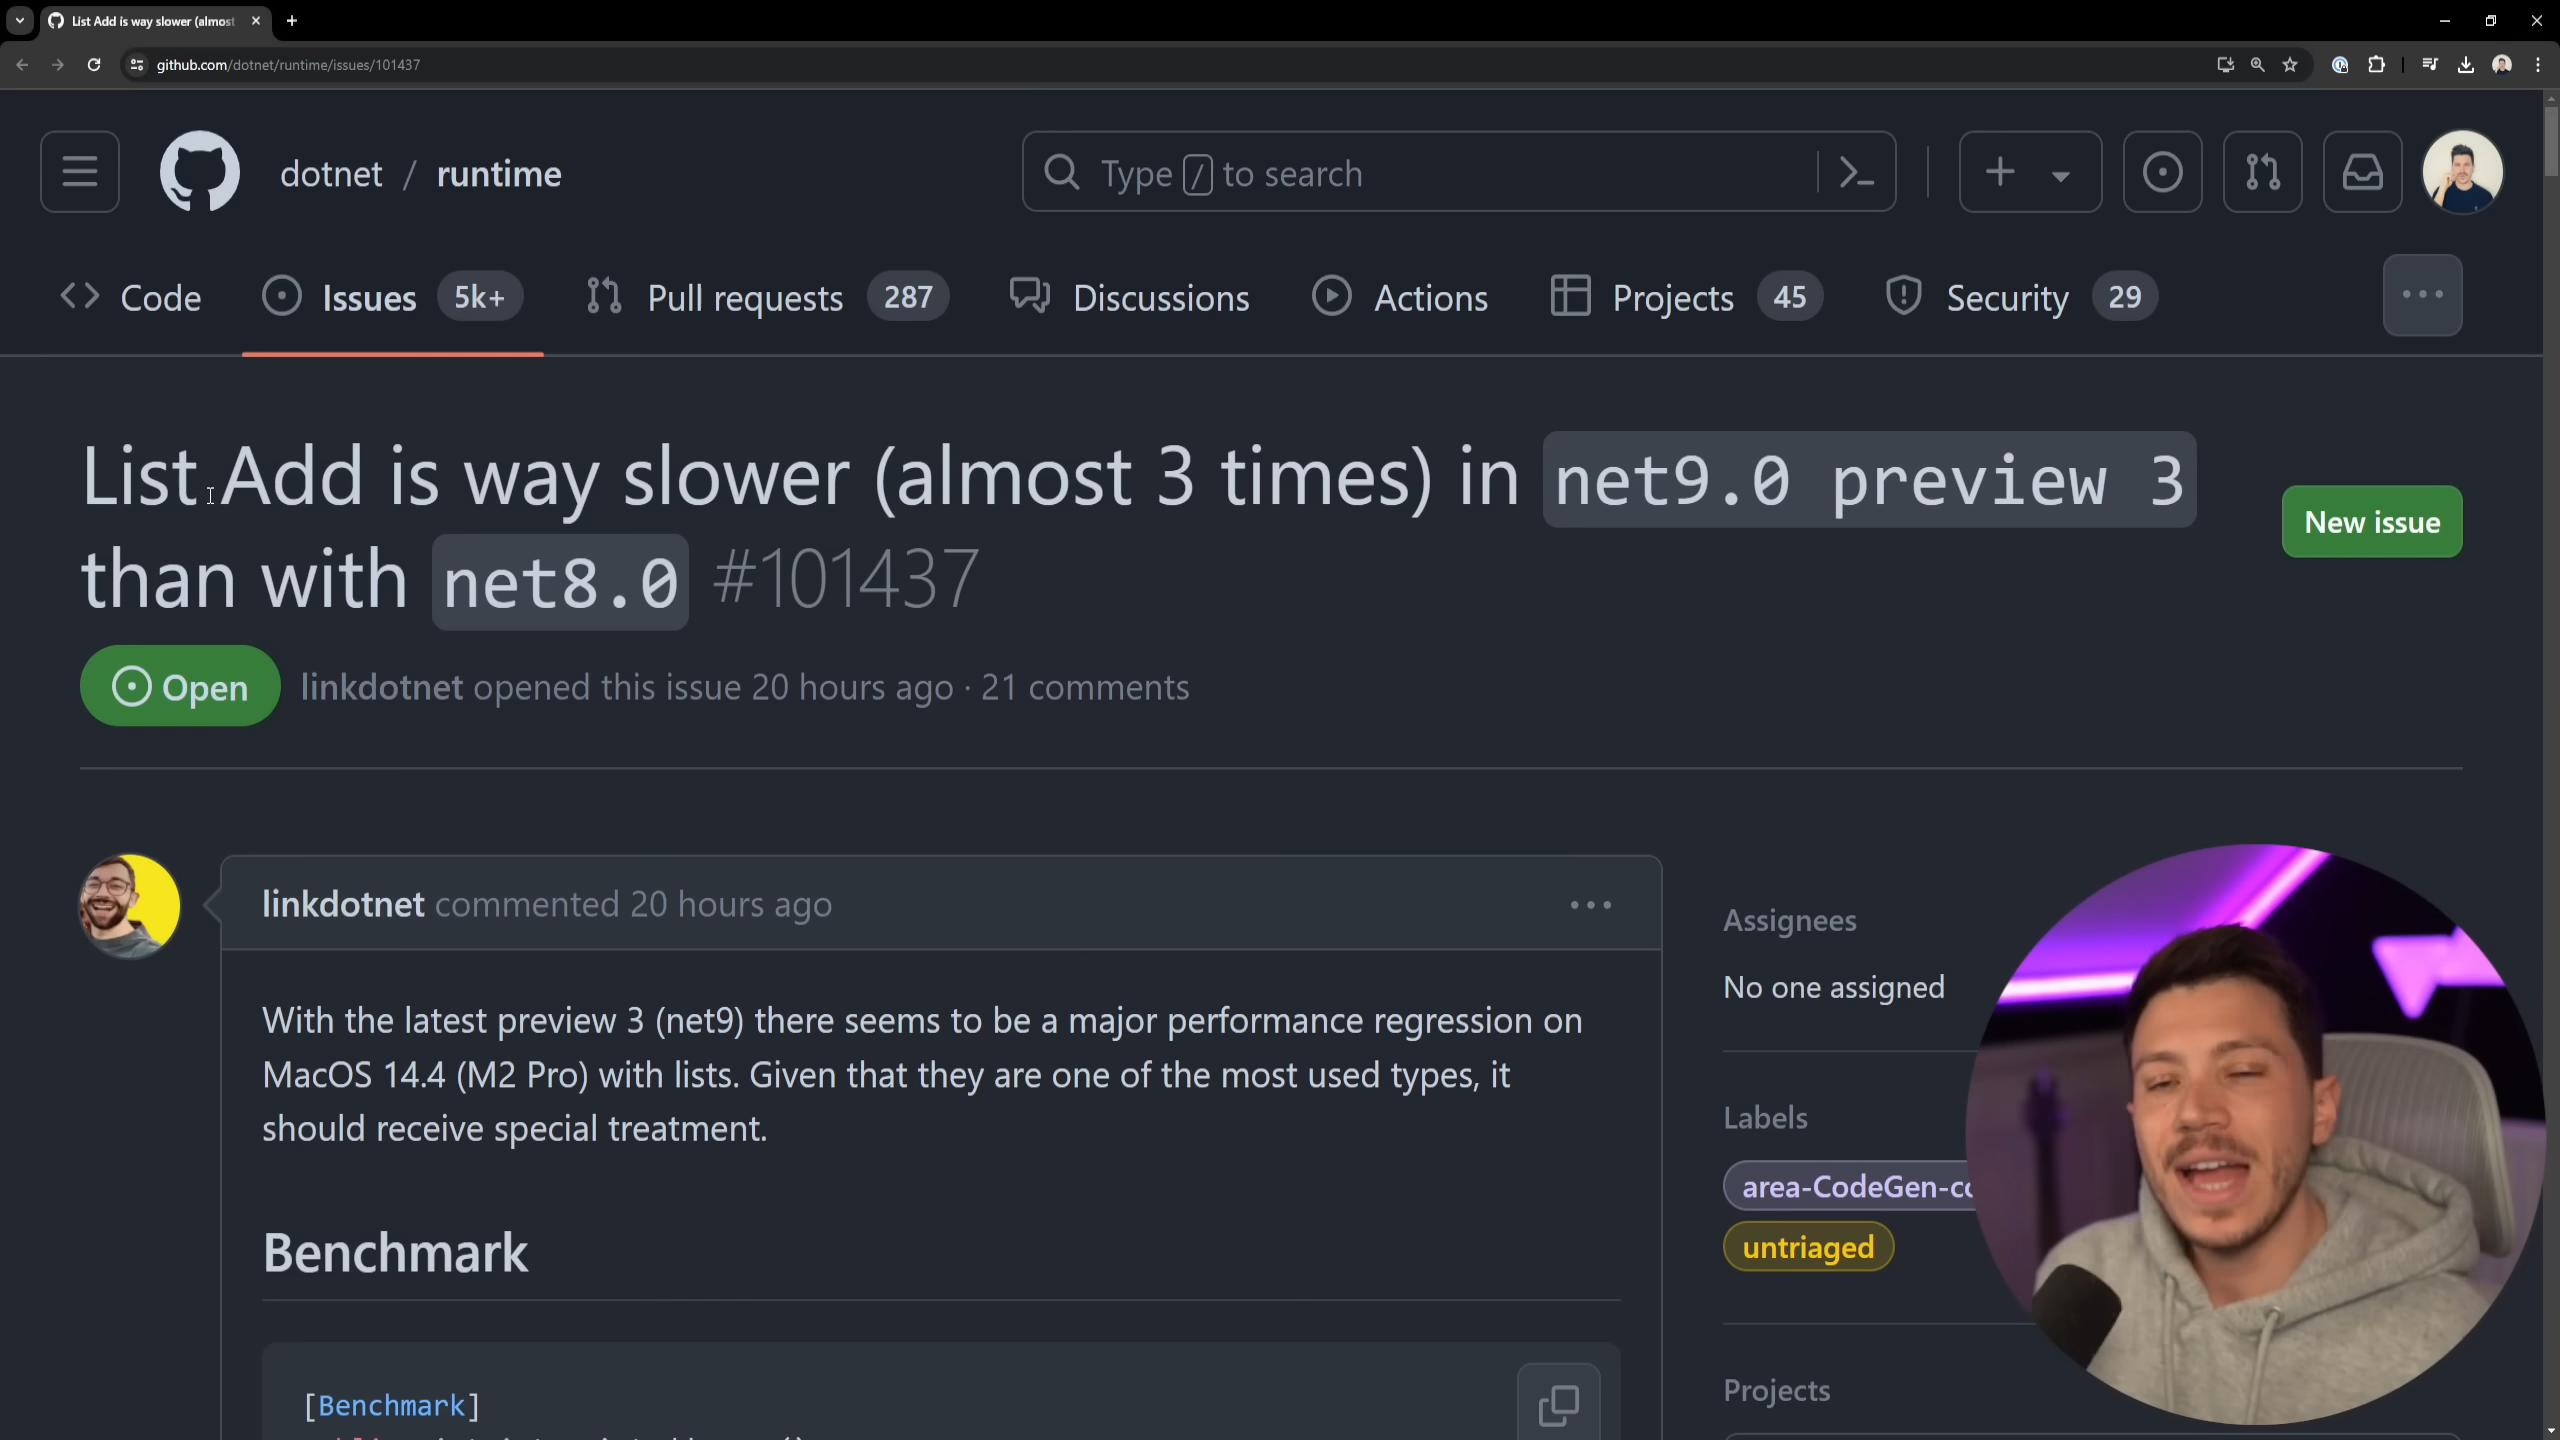 List Add is way slower (almost
github.com/dotnet/runtime/issues/101437
dotnet / runtime
Type / to search
Code
Issues 5k+
Pull requests 287
Discussions
Actions
Projects 45
Security 29
List Add is way slower (almost 3 times) in net9.0 preview 3
than with net8.0 #101437
New issue
Open
linkdotnet opened this issue 20 hours ago · 21 comments
linkdotnet commented 20 hours ago
With the latest preview 3 (net9) there seems to be a major performance regression on
MacOS 14.4 (M2 Pro) with lists. Given that they are one of the most used types, it
should receive special treatment.
Benchmark
[Benchmark]
Assignees
No one assigned
Labels
area-CodeGen-co
untriaged
Projects